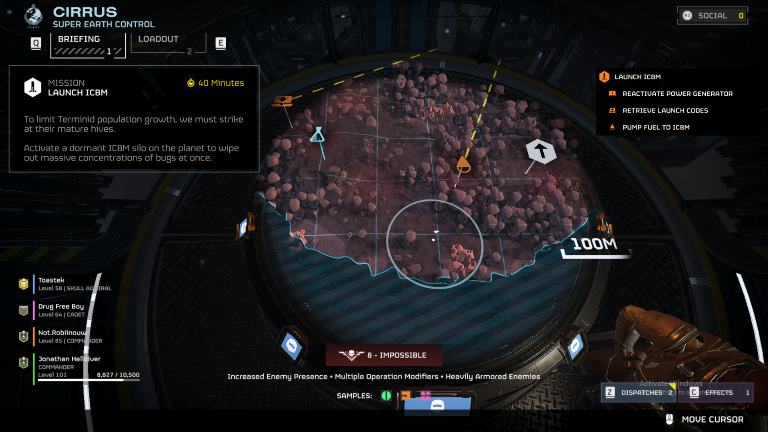 CIRRUS
SUPER EARTH CONTROL
SOCIAL 0
Q BRIEFING 1 LOADOUT 2 E
MISSION
LAUNCH ICBM
40 Minutes
To limit Terminid population growth, we must strike
at their mature hives.
Activate a dormant ICBM silo on the planet to wipe
out massive concentrations of bugs at once.
LAUNCH ICBM
REACTIVATE POWER GENERATOR
RETRIEVE LAUNCH CODES
PUMP FUEL TO ICBM
100M
Toastek
Level 58 | SKULL ADMIRAL
Drug Free Boy
Level 64 | CADET
Not.Roblinouw
Level 85 | COMMANDER
Jonathan Helldiver
COMMANDER
Level 101 8,827 / 10,500
8 - IMPOSSIBLE
Increased Enemy Presence • Multiple Operation Modifiers • Heavily Armored Enemies
SAMPLES:
Activate Windows
Z DISPATCHES 2 C EFFECTS 1
MOVE CURSOR